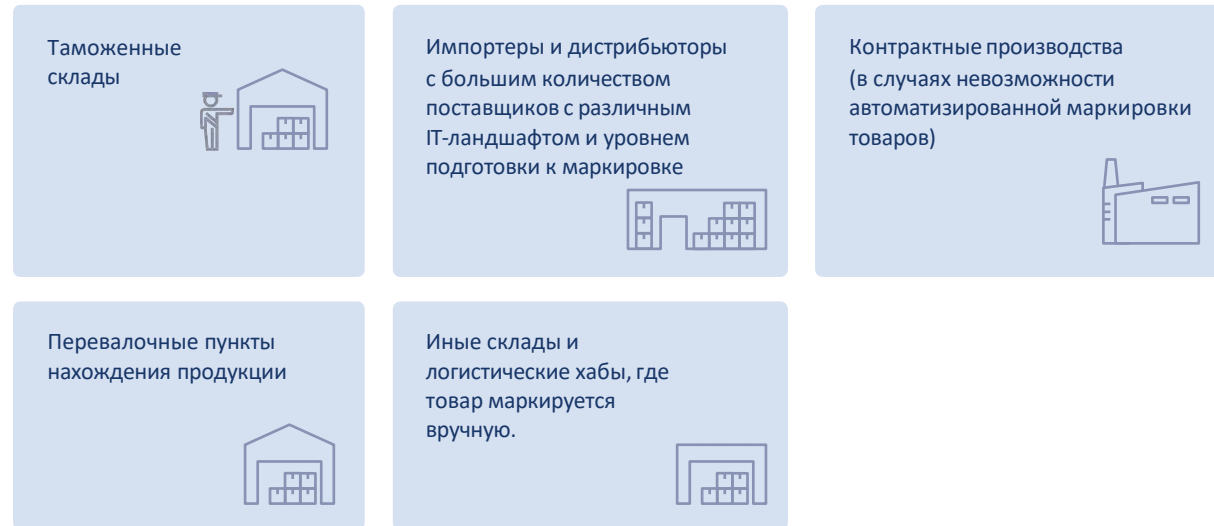 Таможенные
склады
Импортеры и дистрибьюторы
с большим количеством
поставщиков с различным
IT-ландшафтом и уровнем
подготовки к маркировке
Контрактные производства
(в случаях невозможности
автоматизированной маркировки
товаров)
Перевалочные пункты
нахождения продукции
Иные склады и
логистические хабы, где
товар маркируется
вручную.